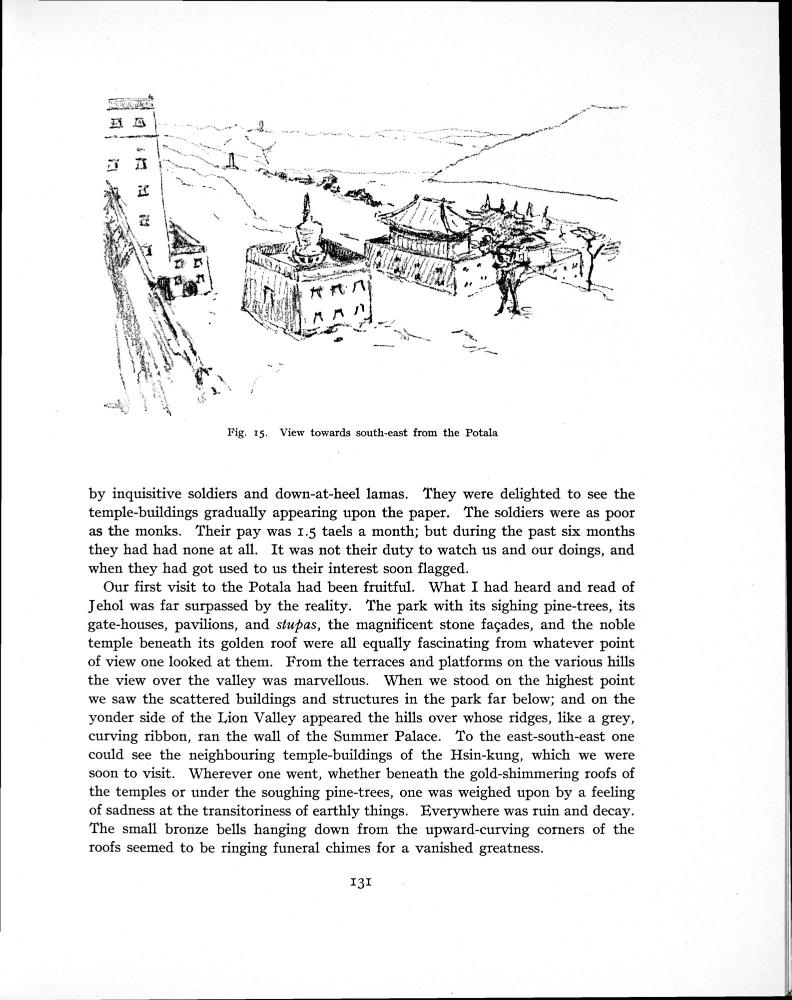 Fig. 15. View towards south-east from the Potala
by inquisitive soldiers and down-at-heel lamas. They were delighted to see the
temple-buildings gradually appearing upon the paper. The soldiers were as poor
as the monks. Their pay was 1.5 taels a month; but during the past six months
they had had none at all. It was not their duty to watch us and our doings, and
when they had got used to us their interest soon flagged.
Our first visit to the Potala had been fruitful. What I had heard and read of
Jehol was far surpassed by the reality. The park with its sighing pine-trees, its
gate-houses, pavilions, and stupas, the magnificent stone façades, and the noble
temple beneath its golden roof were all equally fascinating from whatever point
of view one looked at them. From the terraces and platforms on the various hills
the view over the valley was marvellous. When we stood on the highest point
we saw the scattered buildings and structures in the park far below; and on the
yonder side of the Lion Valley appeared the hills over whose ridges, like a grey,
curving ribbon, ran the wall of the Summer Palace. To the east-south-east one
could see the neighbouring temple-buildings of the Hsin-kung, which we were
soon to visit. Wherever one went, whether beneath the gold-shimmering roofs of
the temples or under the soughing pine-trees, one was weighed upon by a feeling
of sadness at the transitoriness of earthly things. Everywhere was ruin and decay.
The small bronze bells hanging down from the upward-curving corners of the
roofs seemed to be ringing funeral chimes for a vanished greatness.
131